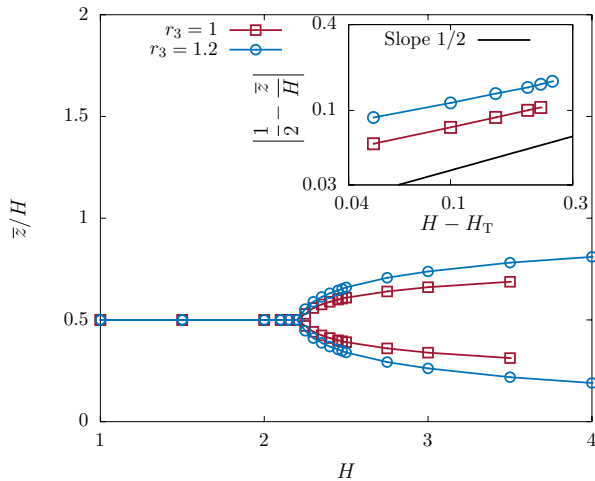 r₃ = 1
r₃ = 1.2
z̅/H
2
1.5
1
0.5
0
1
2
3
4
H
Slope 1/2
|1/2 − z̅/H|
0.4
0.1
0.03
0.04
0.1
0.3
H − H_T